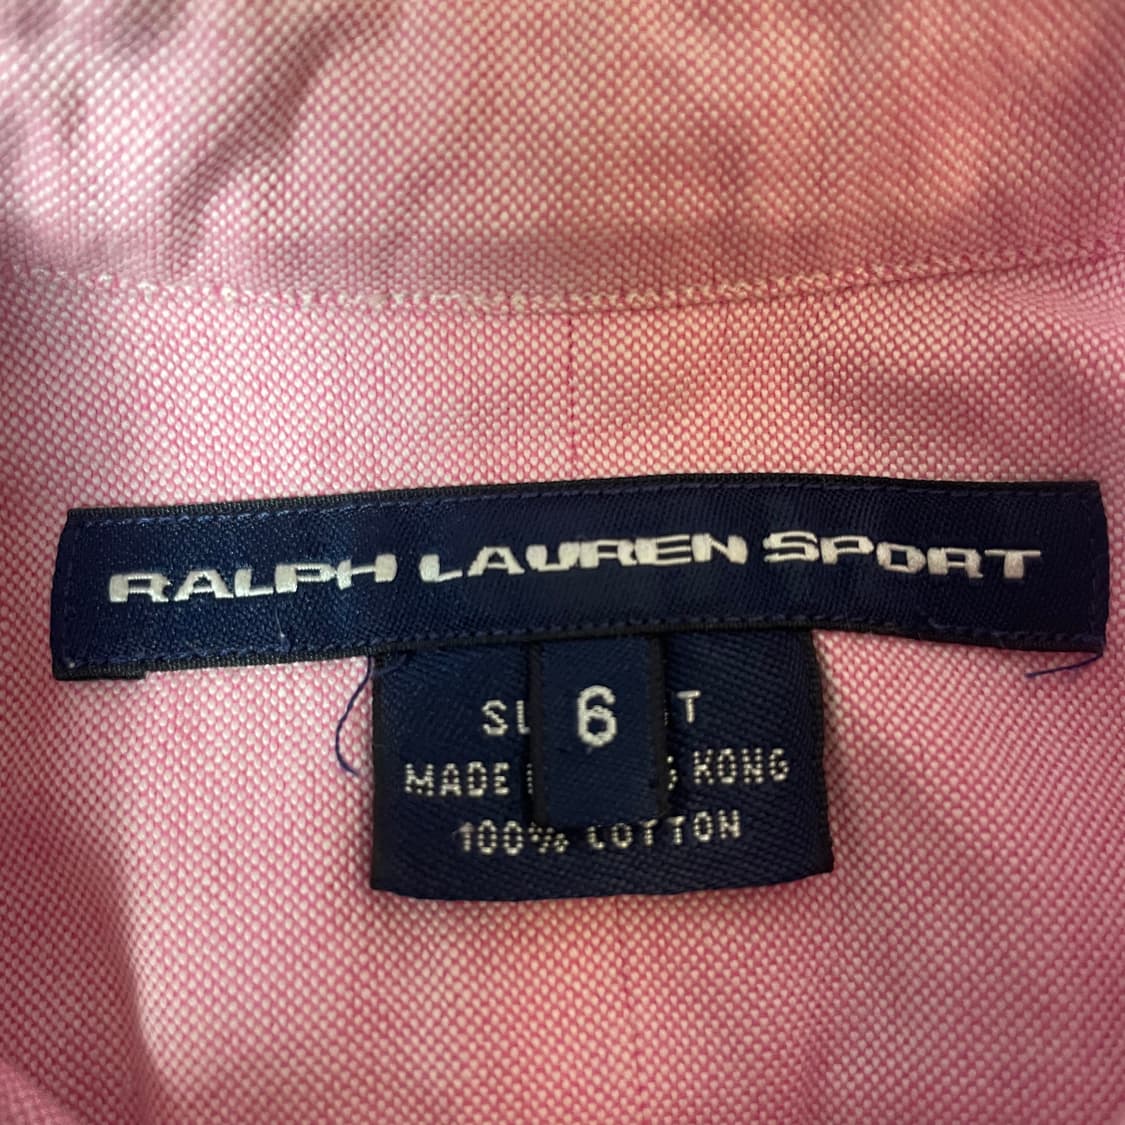 RALPH LAUREN SPORT
6
MADE KONG
100% COTTON